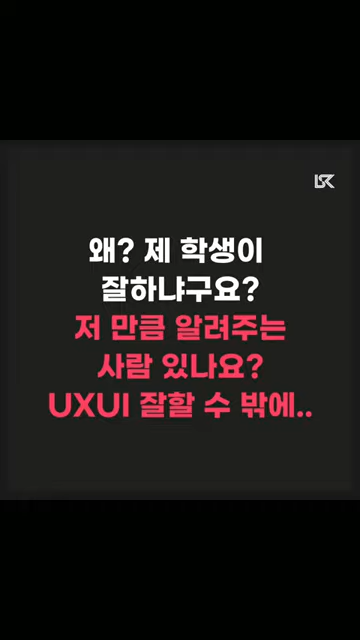 LSK
왜? 제 학생이
잘하냐구요?
저 만큼 알려주는
사람 있나요?
UXUI 잘할 수 밖에..